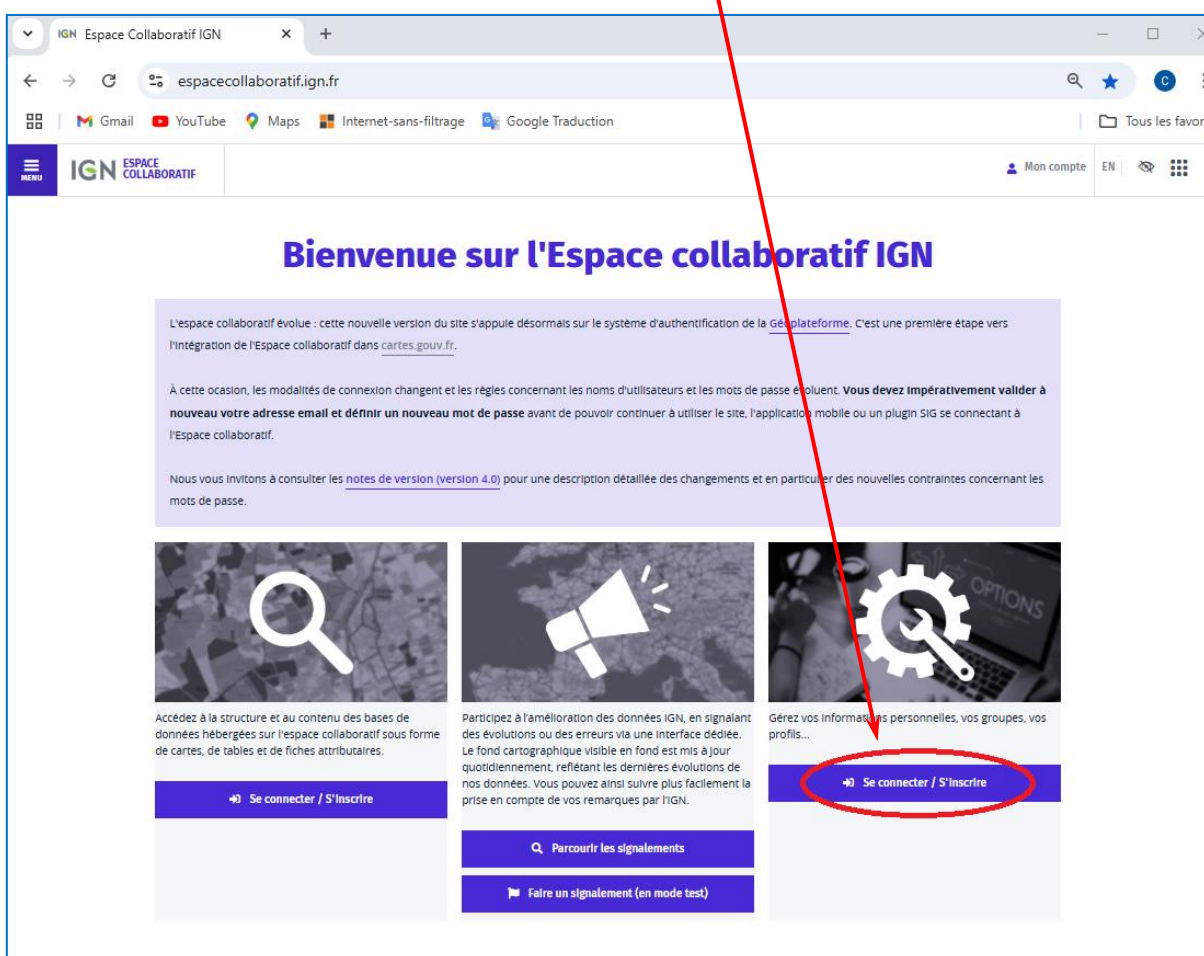 IGN Espace Collaboratif IGN
espacecollaboratif.ign.fr
C
Gmail YouTube Maps Internet-sans-filtrage Google Traduction Tous les favor
MENU
IGN ESPACE
COLLABORATIF
Mon compte EN
Bienvenue sur l'Espace collaboratif IGN
L'espace collaboratif évolue : cette nouvelle version du site s'appuie désormais sur le système d'authentification de la Géoplateforme. C'est une première étape vers
l'intégration de l'Espace collaboratif dans cartes.gouv.fr.
À cette ocasion, les modalités de connexion changent et les règles concernant les noms d'utilisateurs et les mots de passe évoluent. Vous devez impérativement valider à
nouveau votre adresse email et définir un nouveau mot de passe avant de pouvoir continuer à utiliser le site, l'application mobile ou un plugin SIG se connectant à
l'Espace collaboratif.
Nous vous invitons à consulter les notes de version (version 4.0) pour une description détaillée des changements et en particulier des nouvelles contraintes concernant les
mots de passe.
OPTIONS
Accédez à la structure et au contenu des bases de
données hébergées sur l'espace collaboratif sous forme
de cartes, de tables et de fiches attributaires.
Se connecter / S'inscrire
Participez à l'amélioration des données IGN, en signalant
des évolutions ou des erreurs via une interface dédiée.
Le fond cartographique visible en fond est mis à jour
quotidiennement, reflétant les dernières évolutions de
nos données. Vous pouvez ainsi suivre plus facilement la
prise en compte de vos remarques par l'IGN.
Parcourir les signalements
Faire un signalement (en mode test)
Gérez vos informations personnelles, vos groupes, vos
profils...
Se connecter / S'inscrire